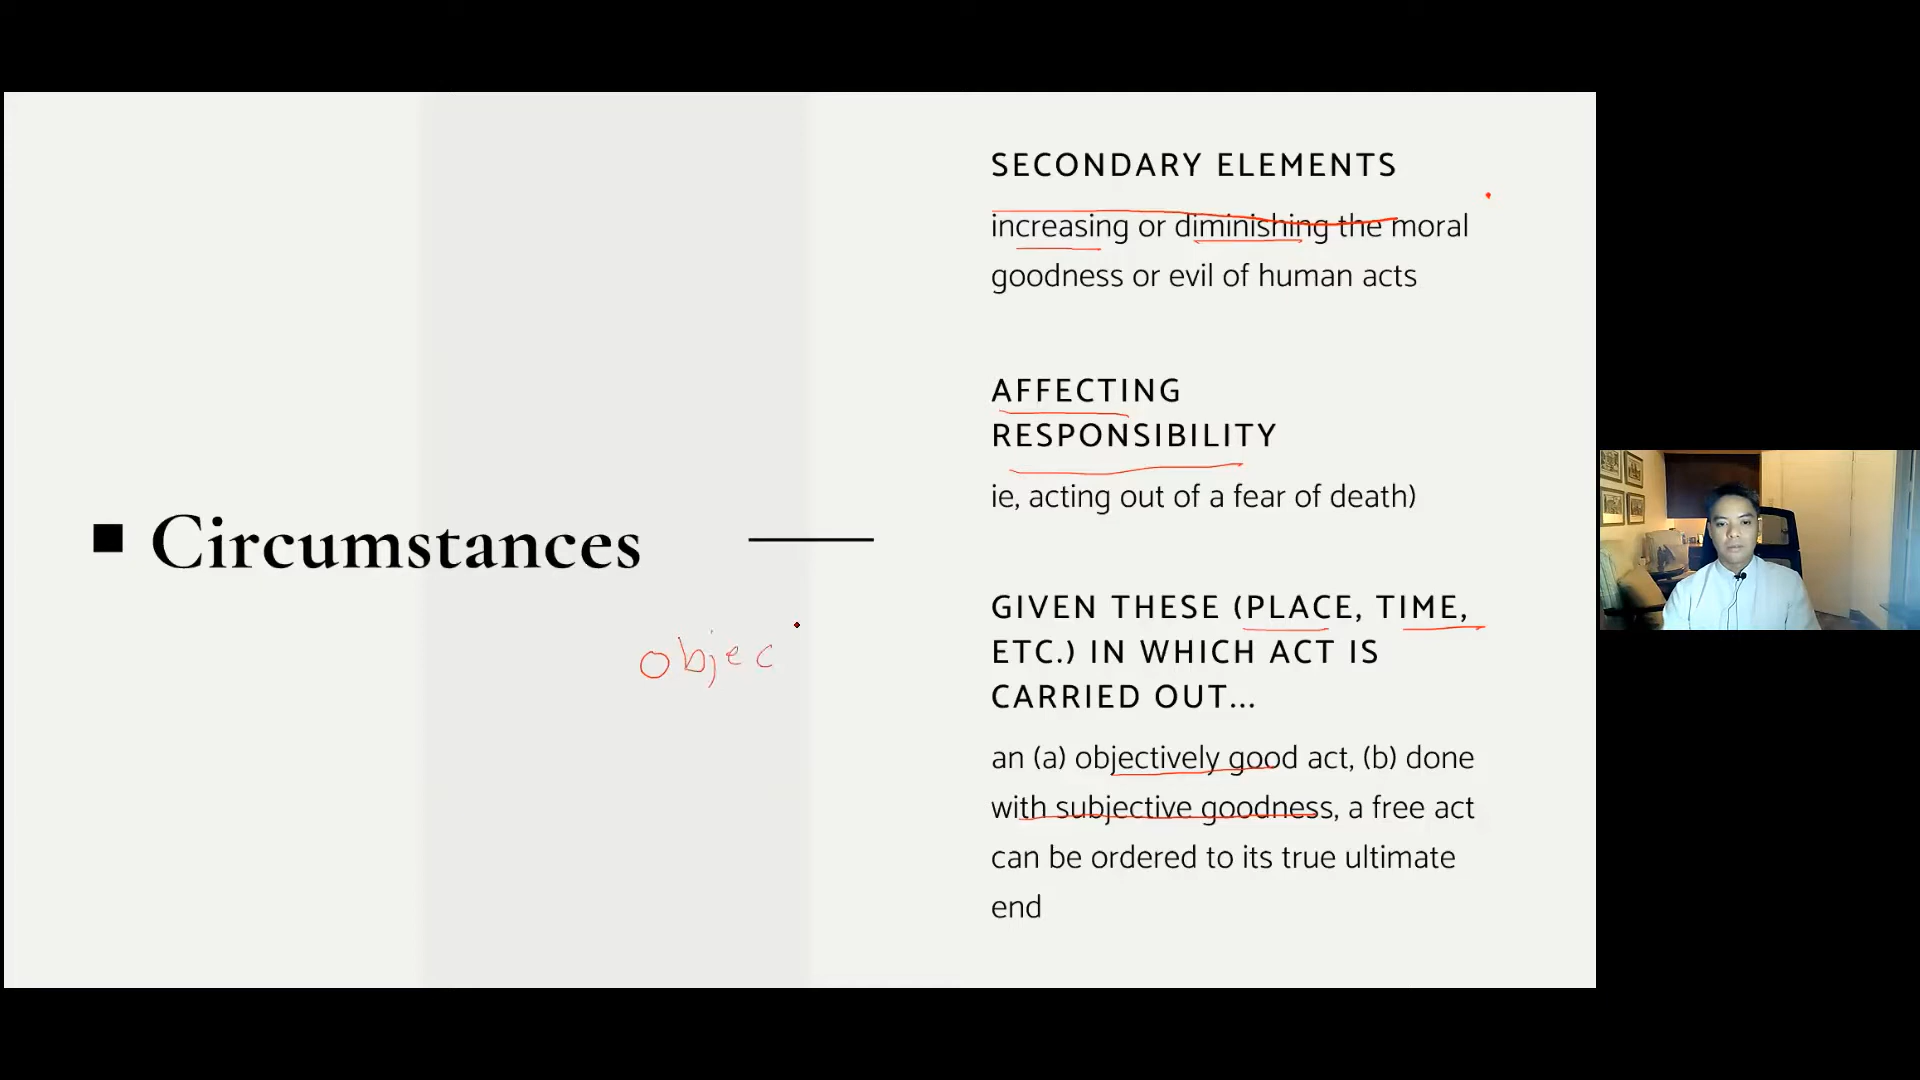 ■ Circumstances
objec
SECONDARY ELEMENTS
increasing or diminishing the moral
goodness or evil of human acts
AFFECTING
RESPONSIBILITY
ie, acting out of a fear of death)
GIVEN THESE (PLACE, TIME,
ETC.) IN WHICH ACT IS
CARRIED OUT...
an (a) objectively good act, (b) done
with subjective goodness, a free act
can be ordered to its true ultimate
end